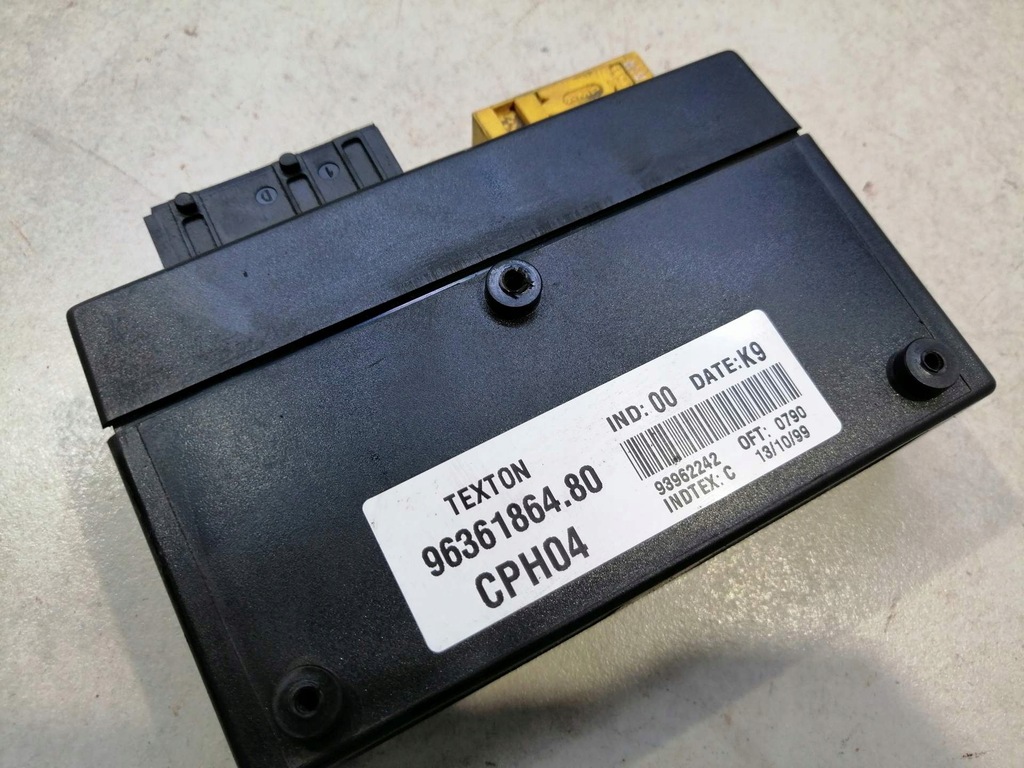 TEXTON
96361864.80
CPH04
IND: 00 DATE: K9
93962242 OFT: 0790
INDTEX: C 13/10/99